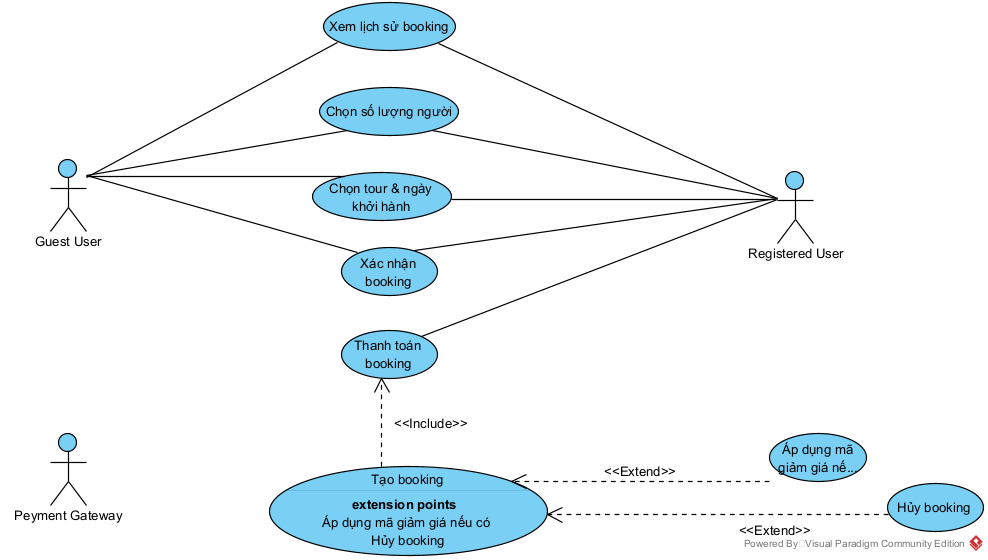 Xem lịch sử booking
Chọn số lượng người
Chọn tour & ngày
khởi hành
Guest User
Registered User
Xác nhận
booking
Thanh toán
booking
<<Include>>
Áp dụng mã
giảm giá nế...
<<Extend>>
Tạo booking
extension points
Áp dụng mã giảm giá nếu có
Hủy booking
Hủy booking
<<Extend>>
Peyment Gateway
Powered By Visual Paradigm Community Edition